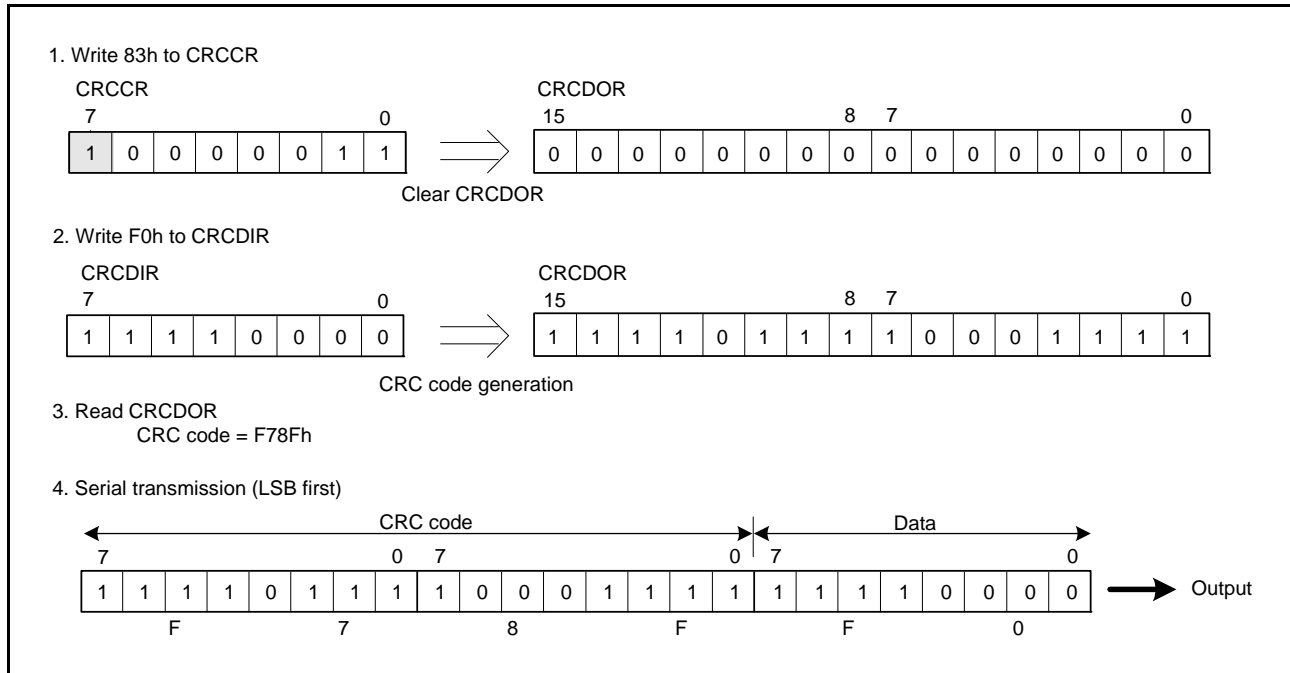 1. Write 83h to CRCCR
CRCCR
CRCDOR
7 0
15 8 7 0
1 0 0 0 0 0 1 1
0 0 0 0 0 0 0 0 0 0 0 0 0 0 0 0
Clear CRCDOR
2. Write F0h to CRCDIR
CRCDIR
CRCDOR
7 0
15 8 7 0
1 1 1 1 0 0 0 0
1 1 1 1 0 1 1 1 1 0 0 0 1 1 1 1
CRC code generation
3. Read CRCDOR
CRC code = F78Fh
4. Serial transmission (LSB first)
CRC code Data
7 0 7 0 7 0
1 1 1 1 0 1 1 1 1 0 0 0 1 1 1 1 1 1 1 1 0 0 0 0 Output
F 7 8 F F 0